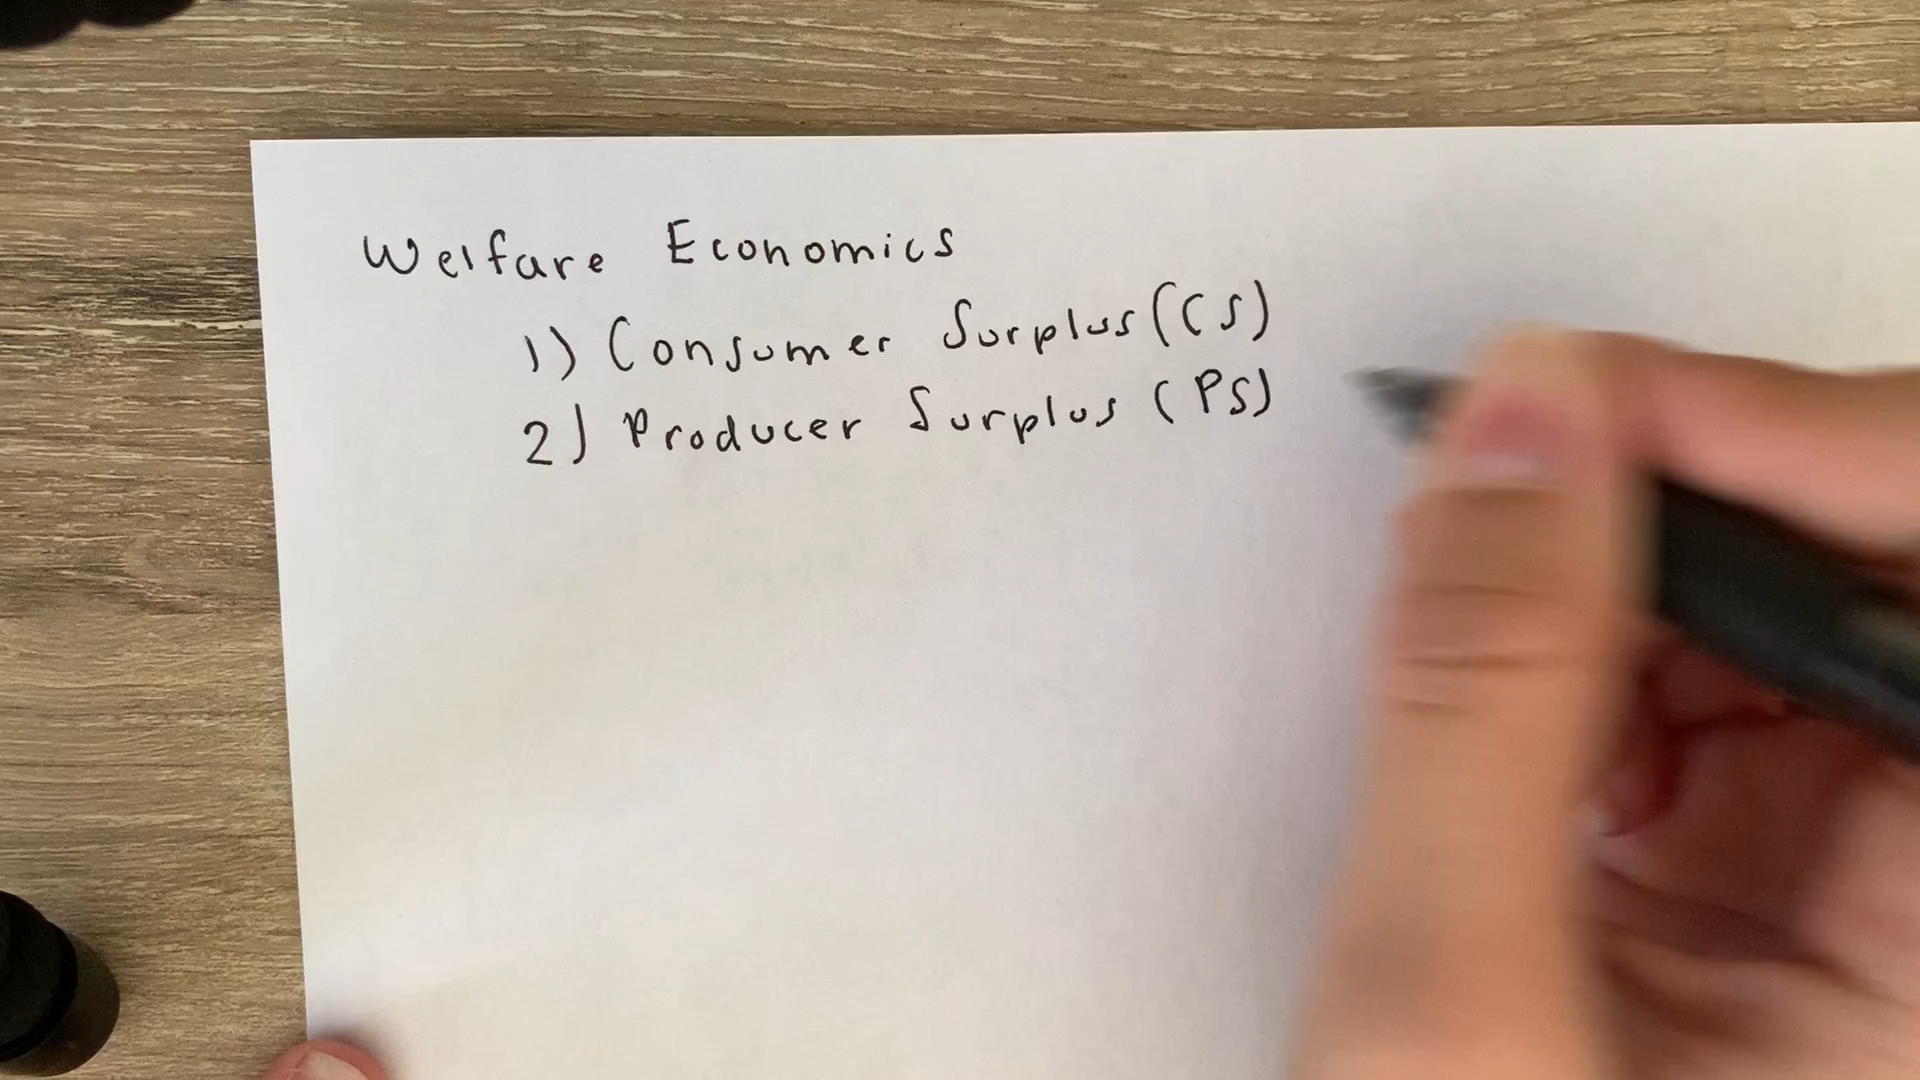 Welfare Economics
1) Consumer Surplus (CS)
2) Producer Surplus (PS)